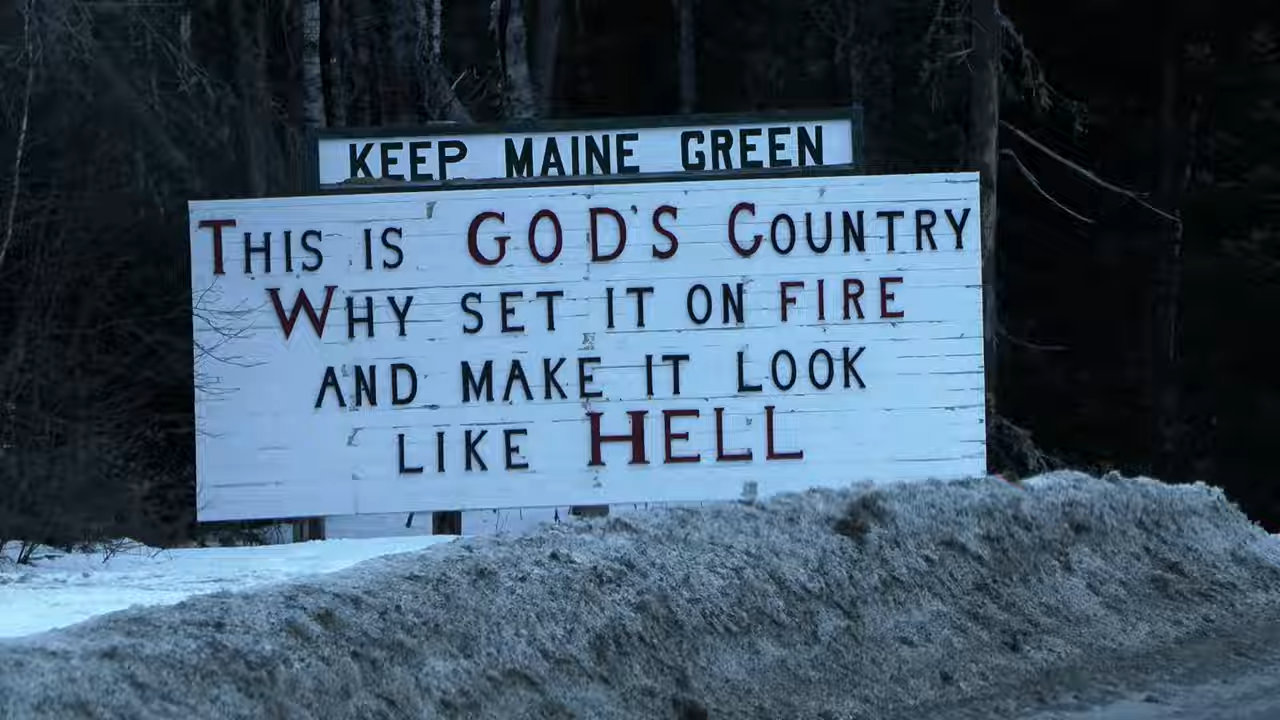 KEEP MAINE GREEN
THIS IS GOD'S COUNTRY
WHY SET IT ON FIRE
AND MAKE IT LOOK
LIKE HELL